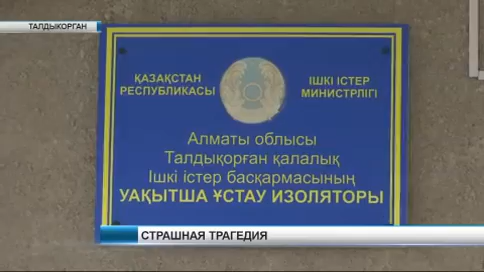 ТАЛДЫКОРГАН
ҚАЗАҚСТАН
РЕСПУБЛИКАСЫ
ІШКІ ІСТЕР
МИНИСТРЛІГІ
Алматы облысы
Талдықорған қалалық
Ішкі істер басқармасының
УАҚЫТША ҰСТАУ ИЗОЛЯТОРЫ
СТРАШНАЯ ТРАГЕДИЯ